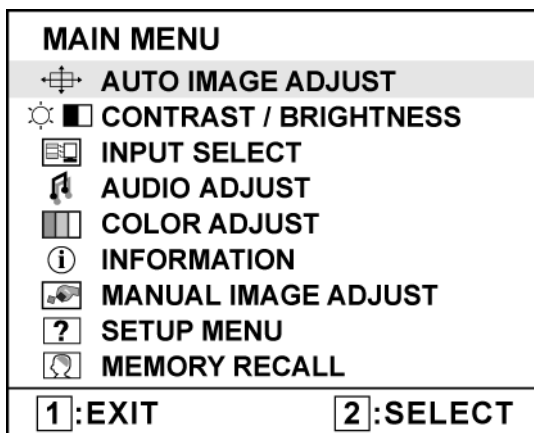 MAIN MENU
AUTO IMAGE ADJUST
CONTRAST / BRIGHTNESS
INPUT SELECT
AUDIO ADJUST
COLOR ADJUST
i INFORMATION
MANUAL IMAGE ADJUST
? SETUP MENU
MEMORY RECALL
1:EXIT 2:SELECT